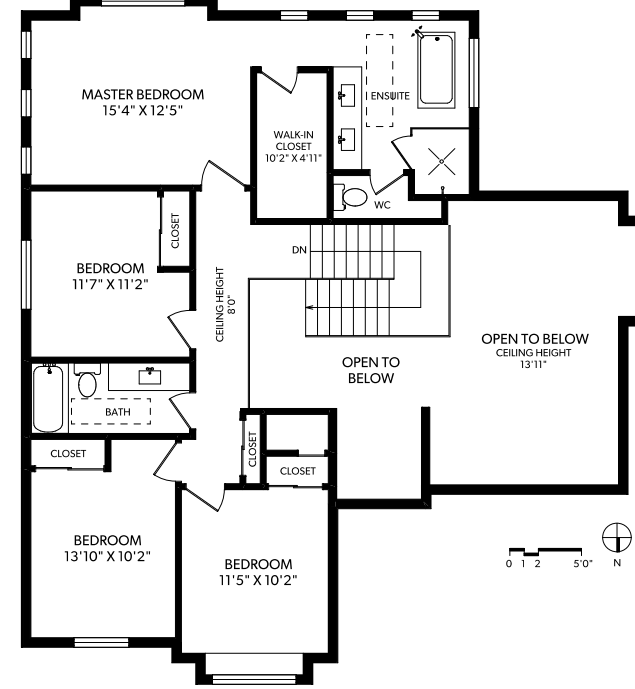 MASTER BEDROOM
15'4" X 12'5"
ENSUITE
WALK-IN
CLOSET
10'2" X 4'11"
WC
CLOSET
BEDROOM
11'7" X 11'2"
CEILING HEIGHT
8'0"
DN
OPEN TO BELOW
CEILING HEIGHT
13'11"
OPEN TO
BELOW
BATH
CLOSET
CLOSET
CLOSET
BEDROOM
13'10" X 10'2"
BEDROOM
11'5" X 10'2"
0 1 2 5'0"
N